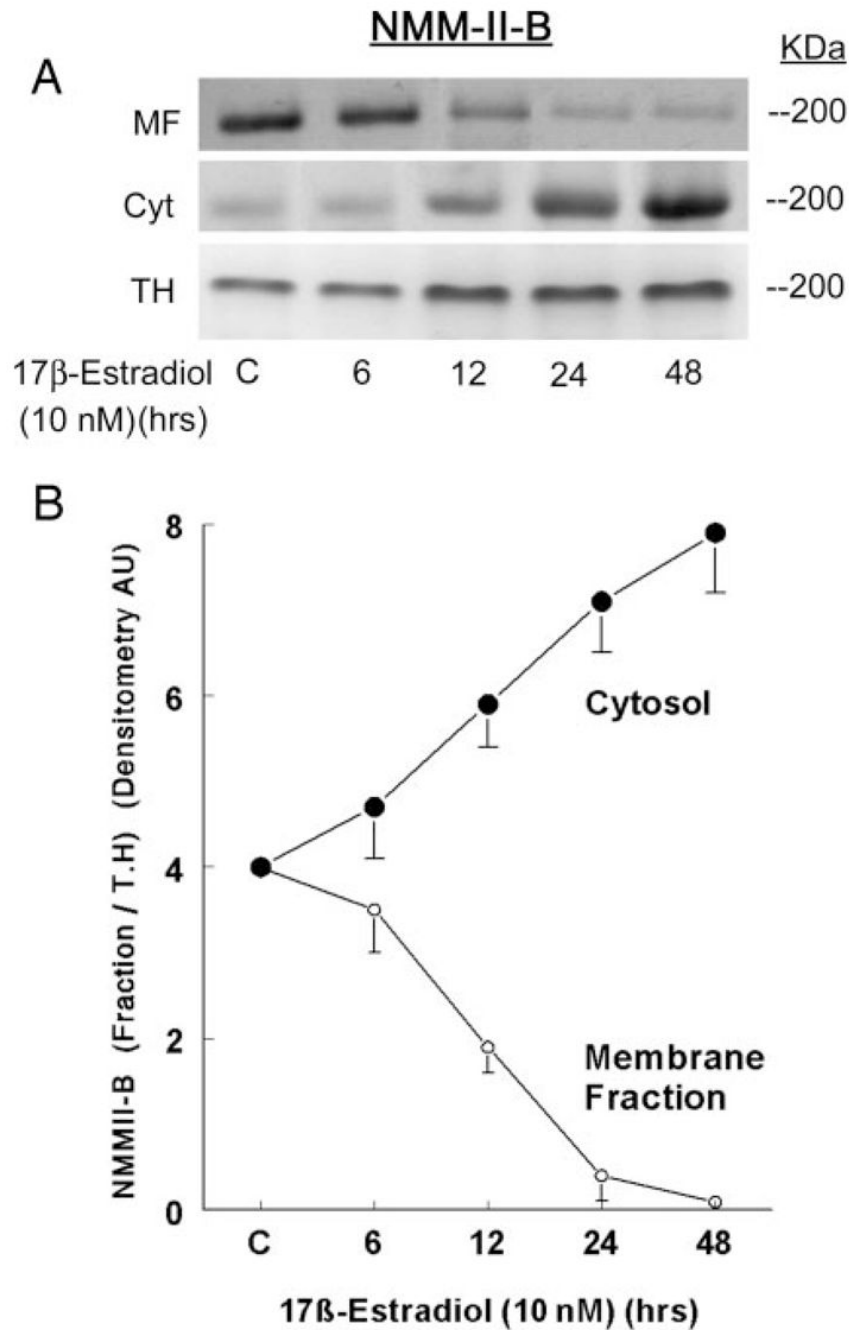 NMM-II-B
KDa
A
MF --200
Cyt --200
TH --200
17β-Estradiol C 6 12 24 48
(10 nM)(hrs)
B
NMMII-B (Fraction / T.H) (Densitometry AU)
8
6
4
2
0
Cytosol
Membrane
Fraction
C 6 12 24 48
17ß-Estradiol (10 nM) (hrs)